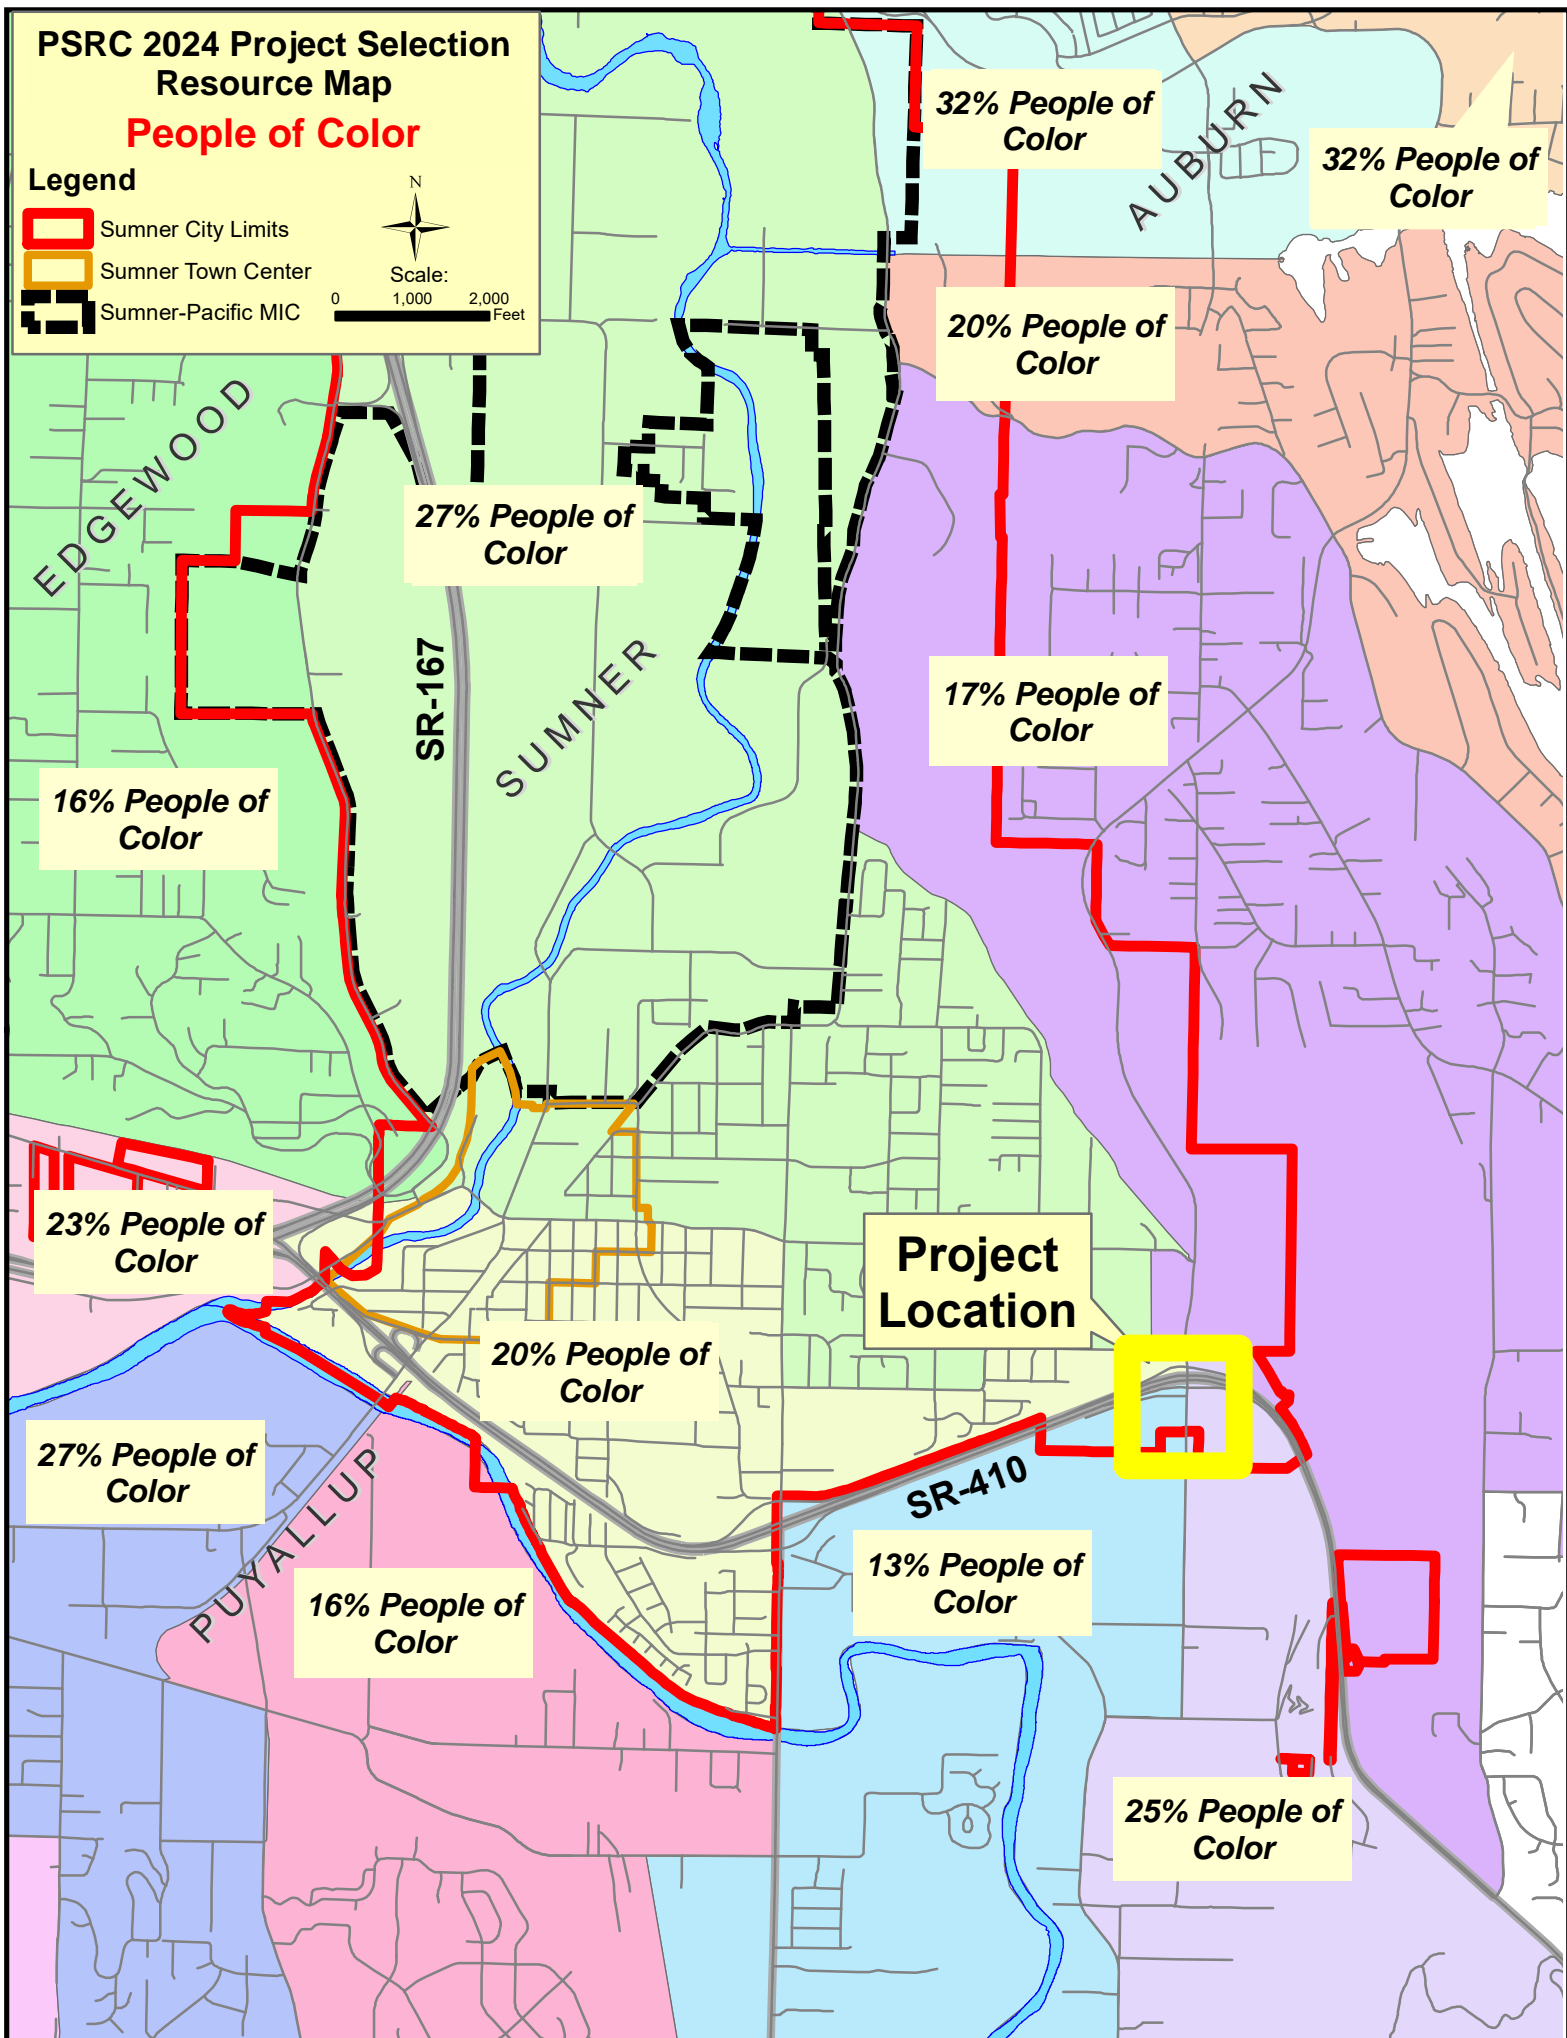 PSRC 2024 Project Selection
Resource Map
People of Color
Legend
Sumner City Limits
Sumner Town Center
Sumner-Pacific MIC
N
Scale:
0 1,000 2,000
Feet
32% People of
Color
AUBURN
32% People of
Color
20% People of
Color
EDGEWOOD
27% People of
Color
SR-167
SUMNER
17% People of
Color
16% People of
Color
23% People of
Color
Project
Location
20% People of
Color
27% People of
Color
PUYALLUP
SR-410
16% People of
Color
13% People of
Color
25% People of
Color